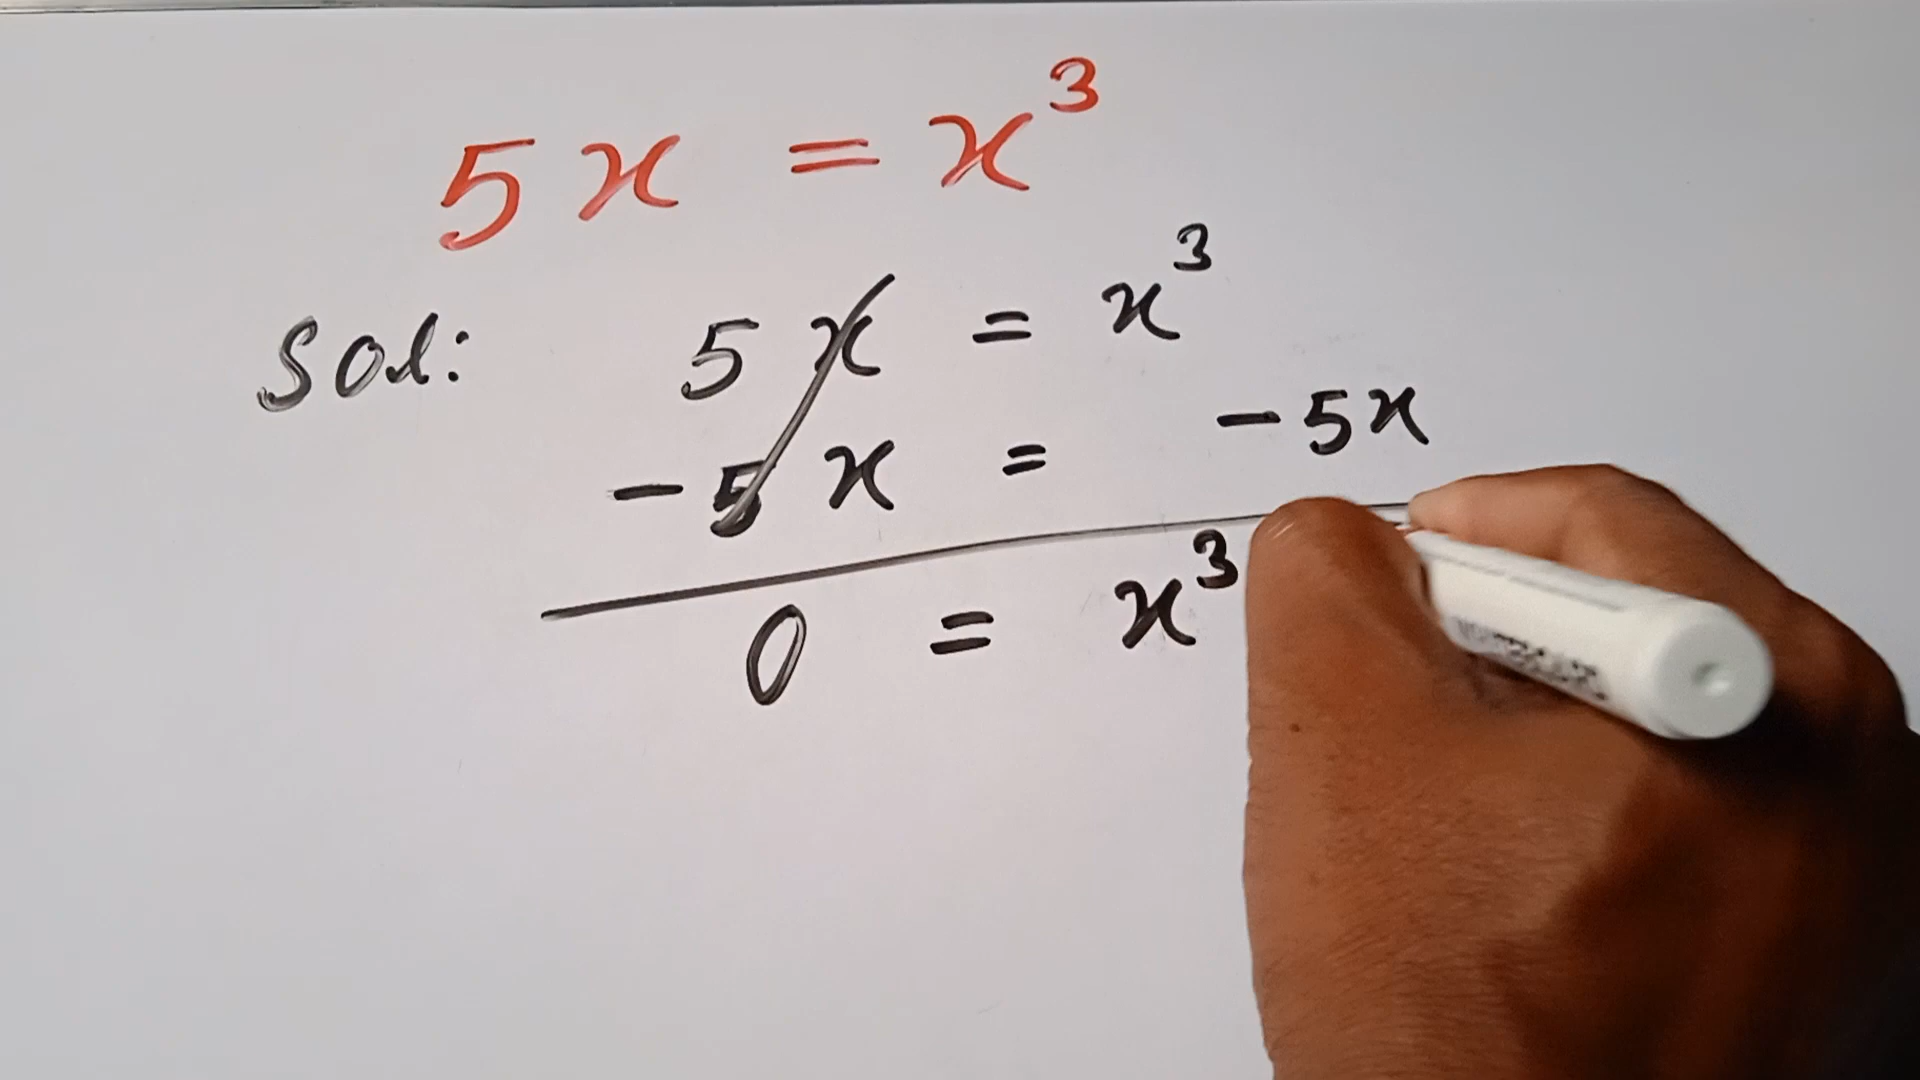 5x = x³
Sol: 5x = x³
-5x = -5x
0 = x³